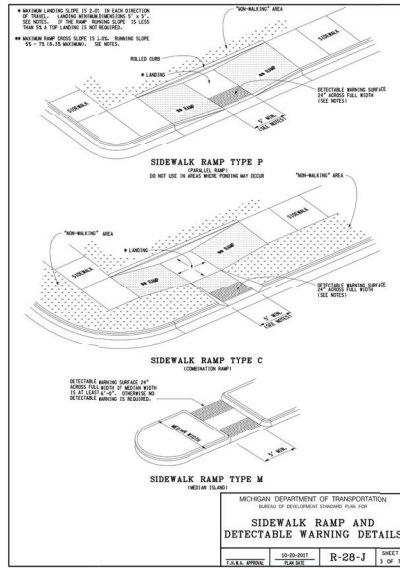 * MAXIMUM LANDING SLOPE IS 2.0% IN EACH DIRECTION
OF TRAVEL. LANDING MINIMUM DIMENSIONS 5' x 5'.
SEE NOTES. IF THE RAMP RUNNING SLOPE IS LESS
THAN 5% A TOP LANDING IS NOT REQUIRED.
** MAXIMUM RAMP CROSS SLOPE IS 2.0%. RUNNING SLOPE
5% - 7% (8.3% MAXIMUM). SEE NOTES.
"NON-WALKING" AREA
ROLLED CURB
* LANDING
SIDEWALK
** RAMP
** RAMP
SIDEWALK
DETECTABLE WARNING SURFACE
24" ACROSS FULL WIDTH
(SEE NOTES)
5' MIN.
(SEE NOTES)
SIDEWALK RAMP TYPE P
(PARALLEL RAMP)
DO NOT USE IN AREAS WHERE PONDING MAY OCCUR
"NON-WALKING" AREA
"NON-WALKING" AREA
SIDEWALK
* LANDING
** RAMP
SIDEWALK
** RAMP
DETECTABLE WARNING SURFACE
24" ACROSS FULL WIDTH
(SEE NOTES)
5' MIN.
(SEE NOTES)
SIDEWALK RAMP TYPE C
(COMBINATION RAMP)
DETECTABLE WARNING SURFACE 24"
ACROSS FULL WIDTH IF MEDIAN WIDTH
IS AT LEAST 6'-0". OTHERWISE NO
DETECTABLE WARNING IS REQUIRED.
MEDIAN WIDTH
5' MIN.
SIDEWALK RAMP TYPE M
(MEDIAN ISLAND)
MICHIGAN DEPARTMENT OF TRANSPORTATION
BUREAU OF DEVELOPMENT STANDARD PLAN FOR
SIDEWALK RAMP AND
DETECTABLE WARNING DETAILS
F.H.W.A. APPROVAL
10-20-2017
PLAN DATE
R-28-J
SHEET
3 OF 7